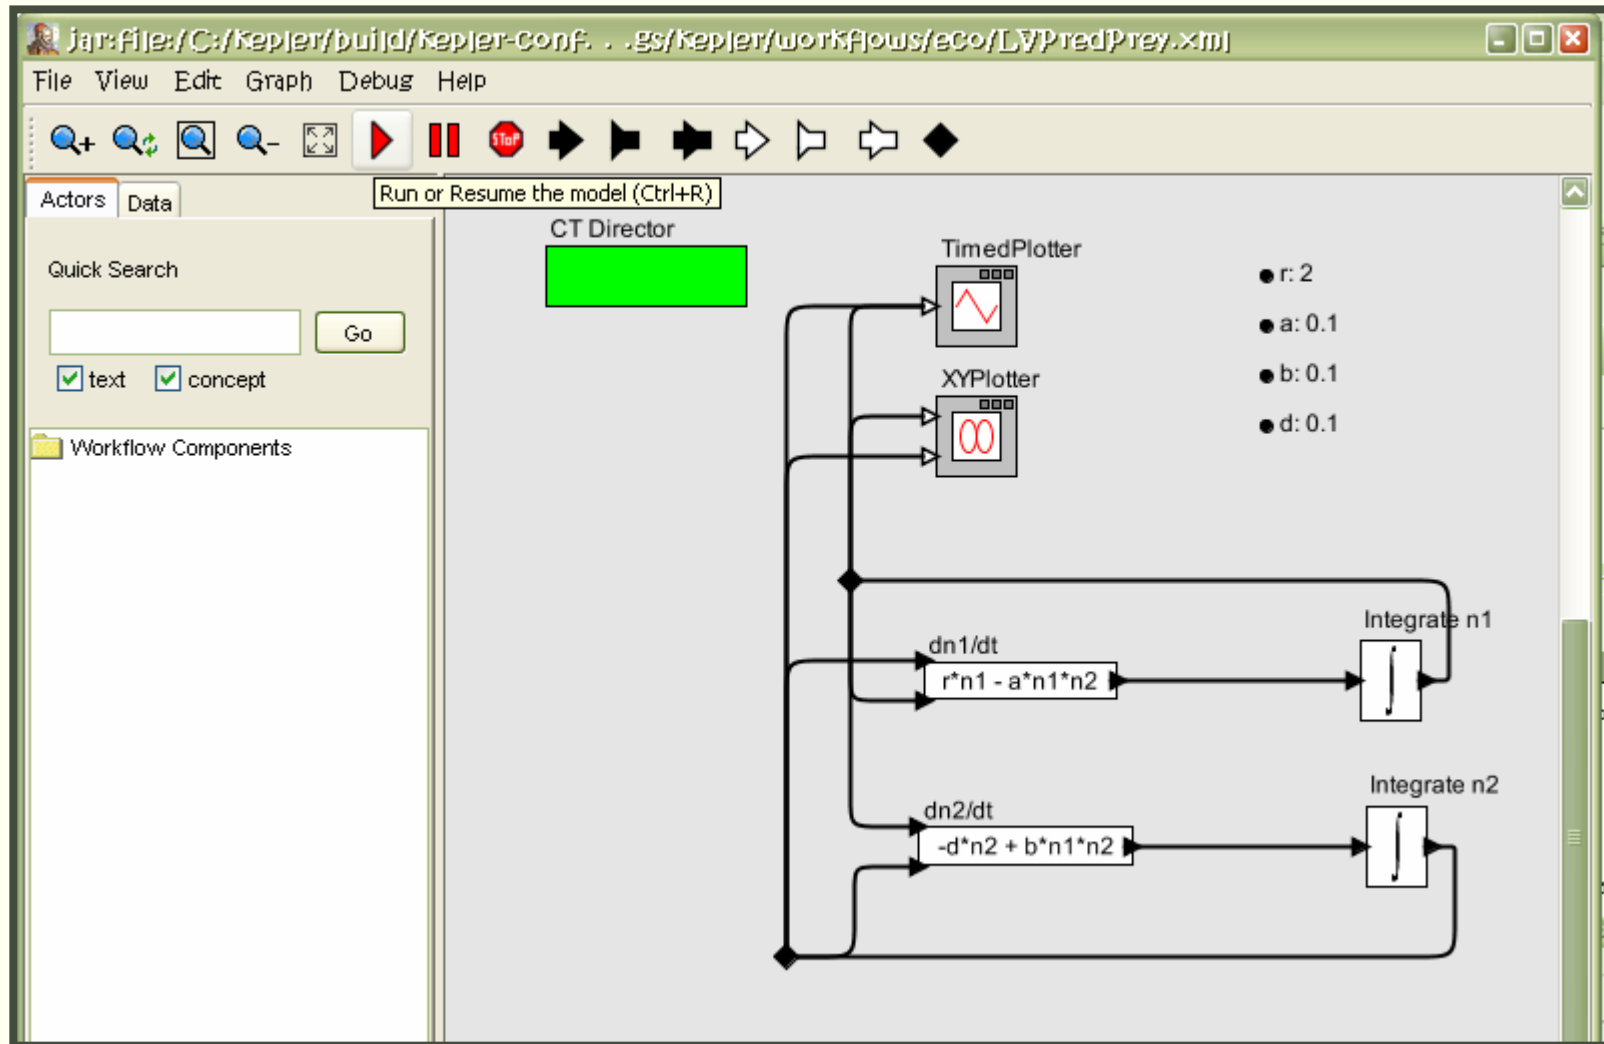 jar:file:/C:/Kepler/build/Kepler-conf. . .gs/Kepler/workflows/eco/LVPredPrey.xml
File View Edit Graph Debug Help
STOP
Run or Resume the model (Ctrl+R)
Actors Data
Quick Search
Go
text concept
Workflow Components
CT Director
TimedPlotter
XYPlotter
r: 2
a: 0.1
b: 0.1
d: 0.1
Integrate n1
dn1/dt
r*n1 - a*n1*n2
Integrate n2
dn2/dt
-d*n2 + b*n1*n2